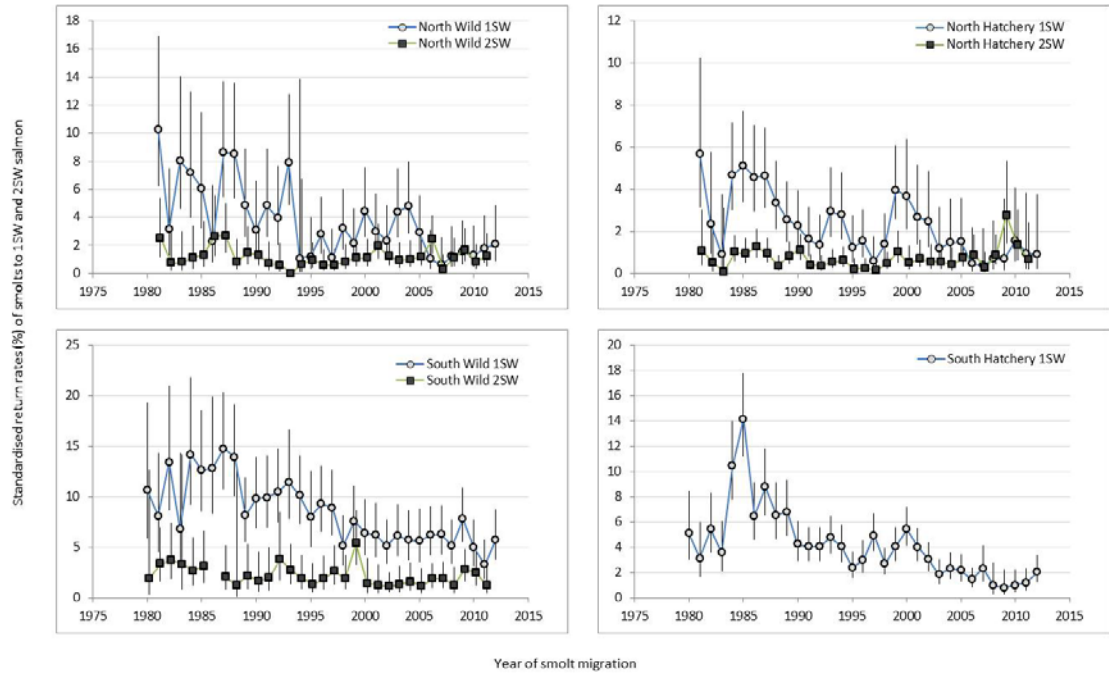 Standardised return rates(%) of smolts to 1SW and 2SW salmon
18
16
14
12
10
8
6
4
2
0
North Wild 1SW
North Wild 2SW
1975 1980 1985 1990 1995 2000 2005 2010 2015
12
10
8
6
4
2
0
North Hatchery 1SW
North Hatchery 2SW
1975 1980 1985 1990 1995 2000 2005 2010 2015
25
20
15
10
5
0
South Wild 1SW
South Wild 2SW
1975 1980 1985 1990 1995 2000 2005 2010 2015
20
18
16
14
12
10
8
6
4
2
0
South Hatchery 1SW
1975 1980 1985 1990 1995 2000 2005 2010 2015
Year of smolt migration